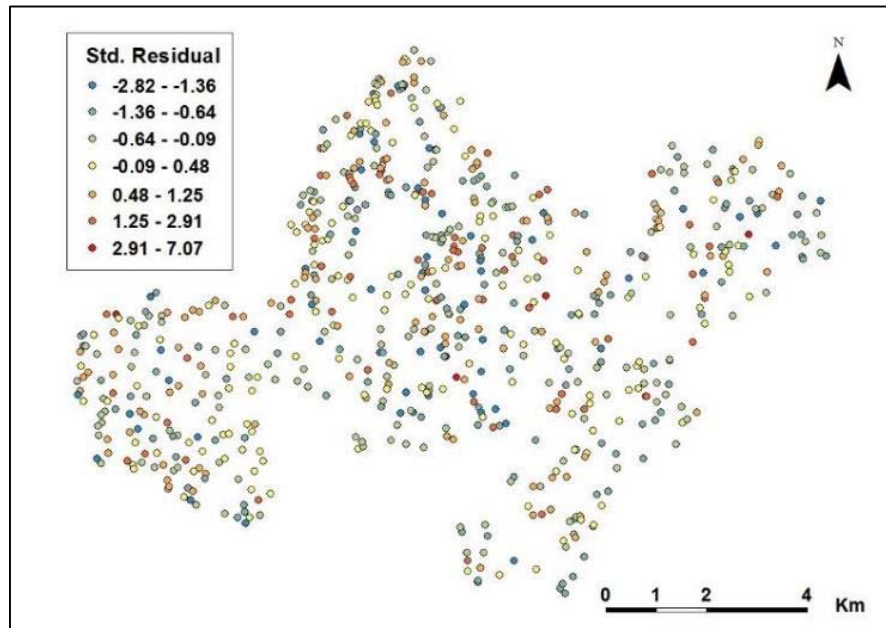 Std. Residual
-2.82 - -1.36
-1.36 - -0.64
-0.64 - -0.09
-0.09 - 0.48
0.48 - 1.25
1.25 - 2.91
2.91 - 7.07
N
0 1 2 4 Km